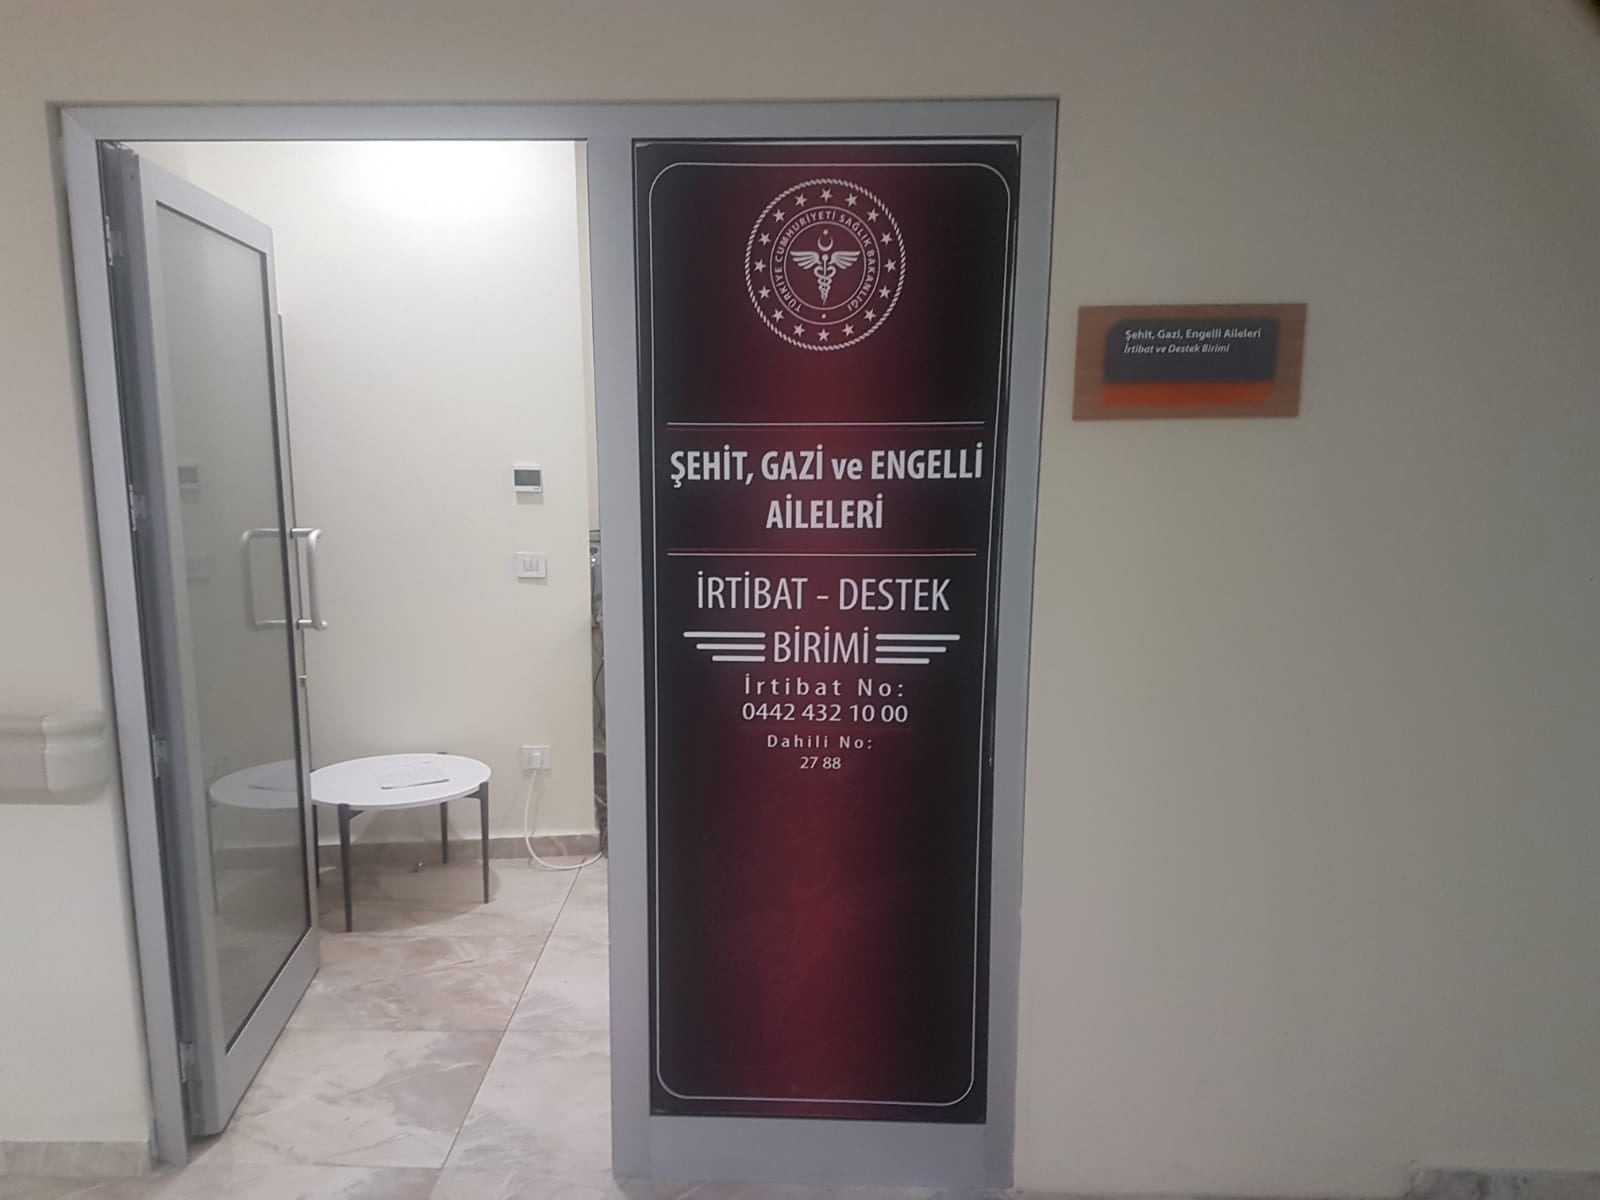 TÜRKİYE CUMHURİYETİ SAĞLIK BAKANLIĞI
ŞEHİT, GAZİ ve ENGELLİ
AİLELERİ
İRTİBAT - DESTEK
BİRİMİ
İrtibat No:
0442 432 10 00
Dahili No:
27 88
Şehit, Gazi, Engelli Aileleri
İrtibat ve Destek Birimi